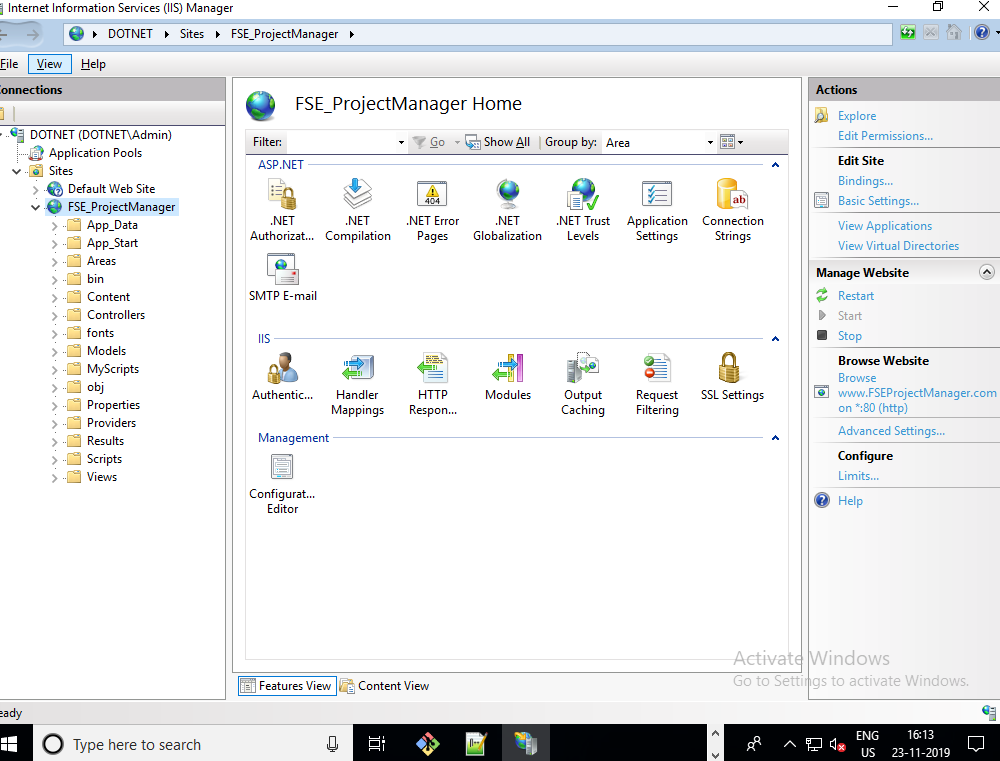 Internet Information Services (IIS) Manager
DOTNET Sites FSE_ProjectManager
File View Help
Connections
DOTNET (DOTNET\Admin)
Application Pools
Sites
Default Web Site
FSE_ProjectManager
App_Data
App_Start
Areas
bin
Content
Controllers
fonts
Models
MyScripts
obj
Properties
Providers
Results
Scripts
Views
FSE_ProjectManager Home
Filter: Go Show All Group by: Area
ASP.NET
.NET Authorizat...
.NET Compilation
.NET Error Pages
.NET Globalization
.NET Trust Levels
Application Settings
Connection Strings
404
ab
SMTP E-mail
IIS
Authentic...
Handler Mappings
HTTP Respon...
Modules
Output Caching
Request Filtering
SSL Settings
Management
Configurat... Editor
Features View Content View
Actions
Explore
Edit Permissions...
Edit Site
Bindings...
Basic Settings...
View Applications
View Virtual Directories
Manage Website
Restart
Start
Stop
Browse Website
Browse
www.FSEProjectManager.com
on *:80 (http)
Advanced Settings...
Configure
Limits...
Help
Activate Windows
Go to Settings to activate Windows.
eady
Type here to search
ENG
US
16:13
23-11-2019